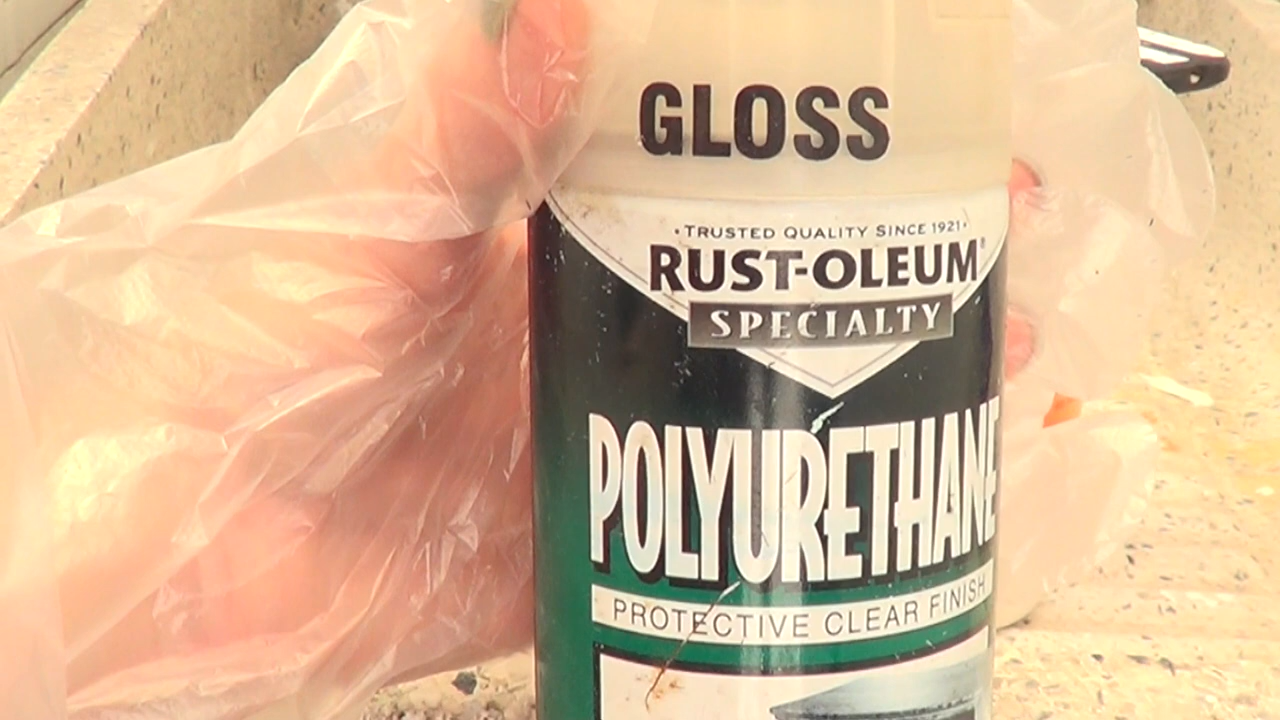 GLOSS
• TRUSTED QUALITY SINCE 1921 •
RUST-OLEUM®
SPECIALTY
POLYURETHANE
PROTECTIVE CLEAR FINISH